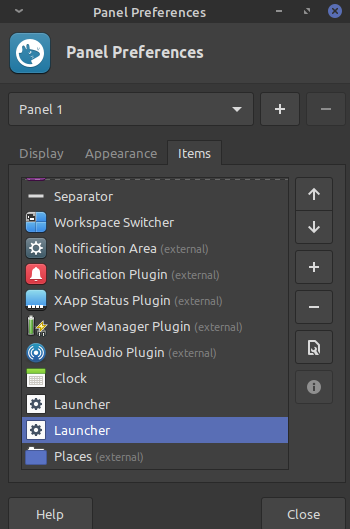 Panel Preferences
Panel Preferences
Panel 1
Display Appearance Items
Separator
Workspace Switcher
Notification Area (external)
Notification Plugin (external)
XApp Status Plugin (external)
Power Manager Plugin (external)
PulseAudio Plugin (external)
Clock
Launcher
Launcher
Places (external)
Help Close